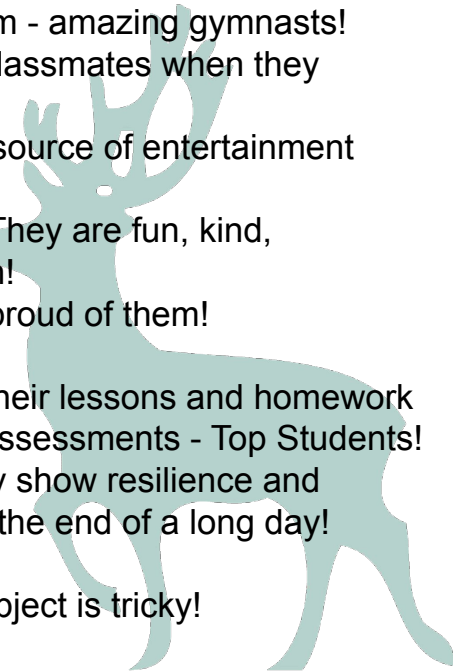 m - amazing gymnasts!
lassmates when they
source of entertainment
They are fun, kind,
n!
proud of them!
heir lessons and homework
ssessments - Top Students!
y show resilience and
the end of a long day!
bject is tricky!